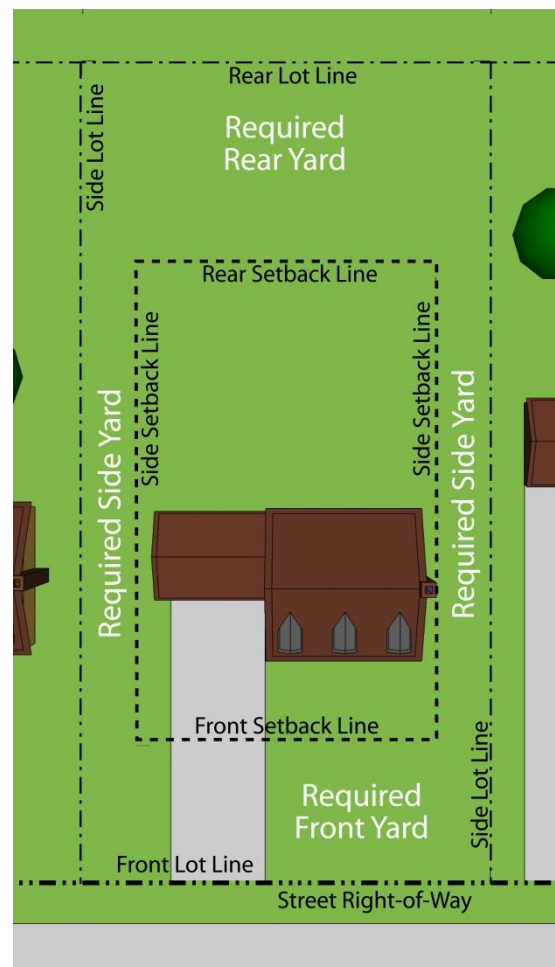 Rear Lot Line
Side Lot Line
Required
Rear Yard
Rear Setback Line
Side Setback Line
Side Setback Line
Required Side Yard
Required Side Yard
Front Setback Line
Required
Front Yard
Side Lot Line
Front Lot Line
Street Right-of-Way